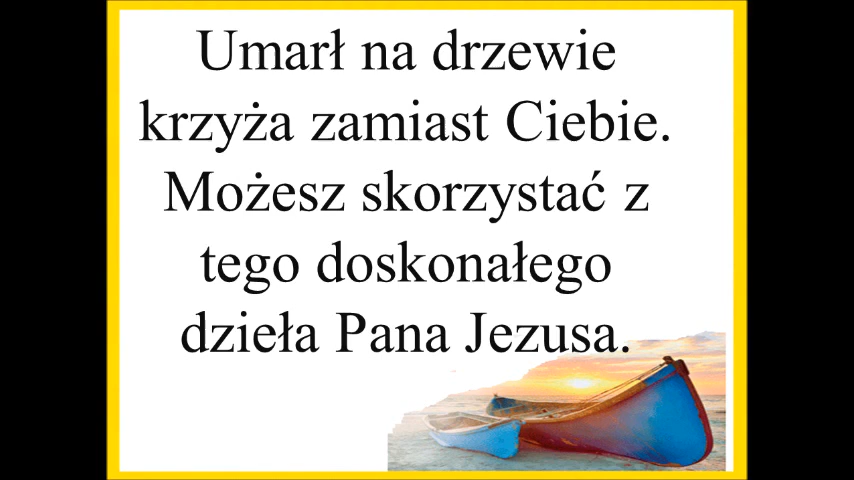 Umarł na drzewie
krzyża zamiast Ciebie.
Możesz skorzystać z
tego doskonałego
dzieła Pana Jezusa.